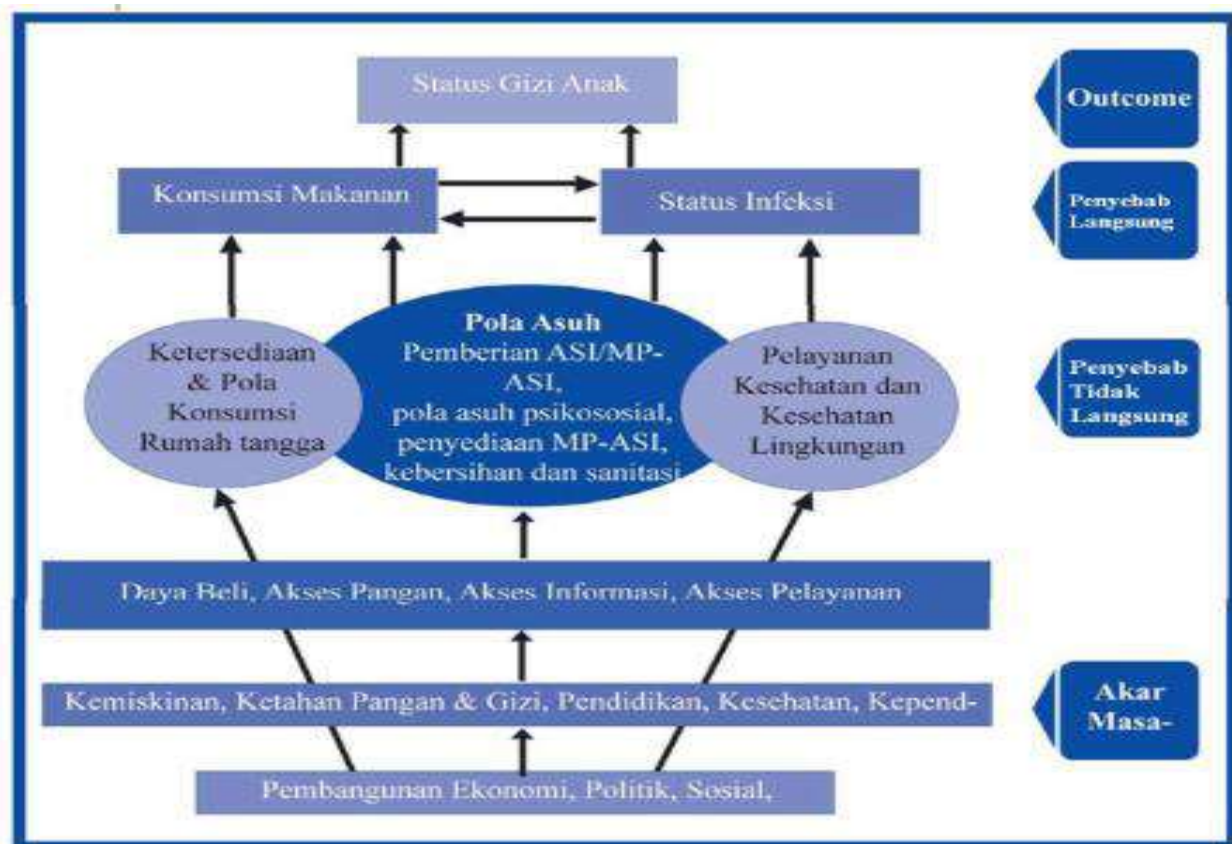 Status Gizi Anak
Outcome
Konsumsi Makanan
Status Infeksi
Penyebab
Langsung
Ketersediaan
& Pola
Konsumsi
Rumah tangga
Pola Asuh
Pemberian ASI/MP-
ASI,
pola asuh psikososial,
penyediaan MP-ASI,
kebersihan dan sanitasi
Pelayanan
Kesehatan dan
Kesehatan
Lingkungan
Penyebab
Tidak
Langsung
Daya Beli, Akses Pangan, Akses Informasi, Akses Pelayanan
Kemiskinan, Ketahan Pangan & Gizi, Pendidikan, Kesehatan, Kepend-
Akar
Masa-
Pembangunan Ekonomi, Politik, Sosial,